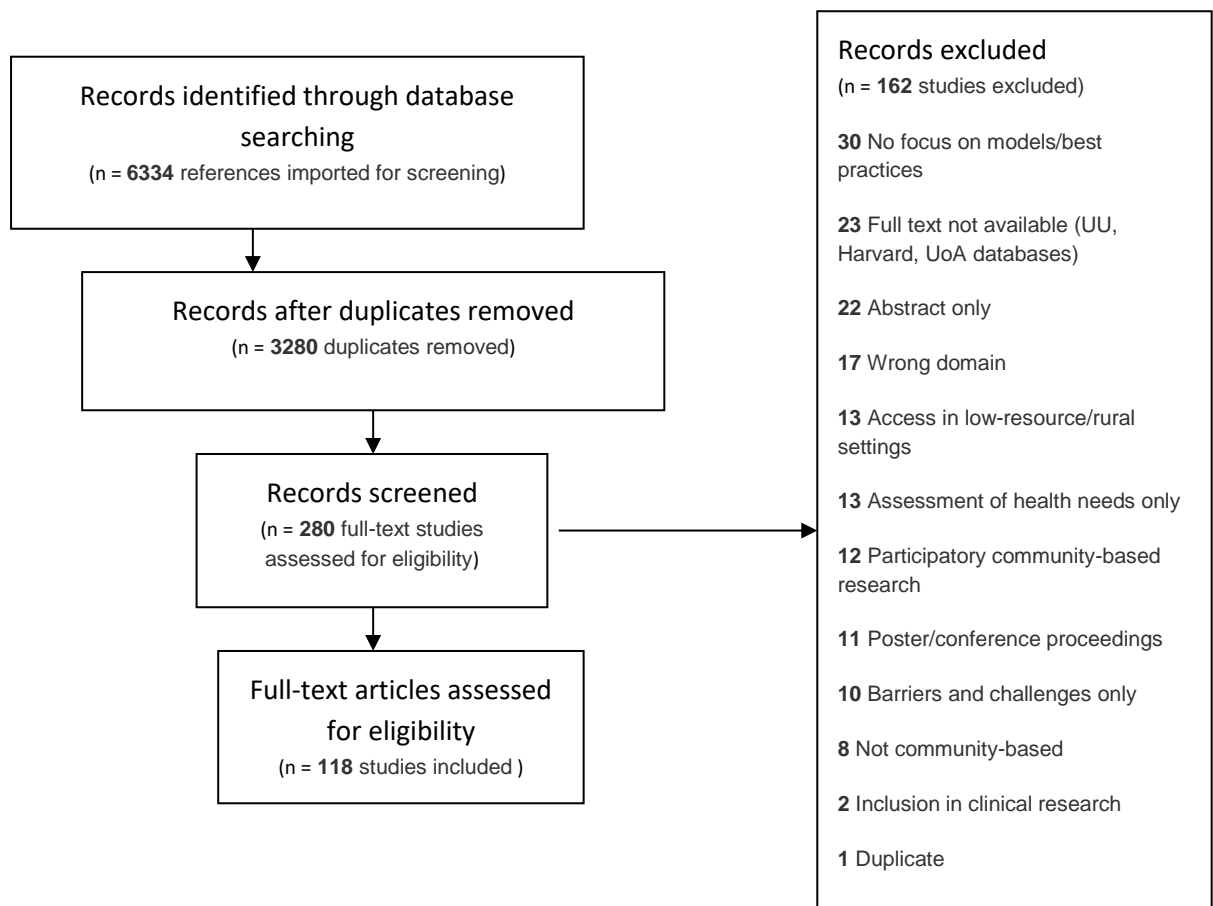 Records identified through database
searching
(n = 6334 references imported for screening)
Records after duplicates removed
(n = 3280 duplicates removed)
Records screened
(n = 280 full-text studies
assessed for eligibility)
Full-text articles assessed
for eligibility
(n = 118 studies included )
Records excluded
(n = 162 studies excluded)
30 No focus on models/best
practices
23 Full text not available (UU,
Harvard, UoA databases)
22 Abstract only
17 Wrong domain
13 Access in low-resource/rural
settings
13 Assessment of health needs only
12 Participatory community-based
research
11 Poster/conference proceedings
10 Barriers and challenges only
8 Not community-based
2 Inclusion in clinical research
1 Duplicate